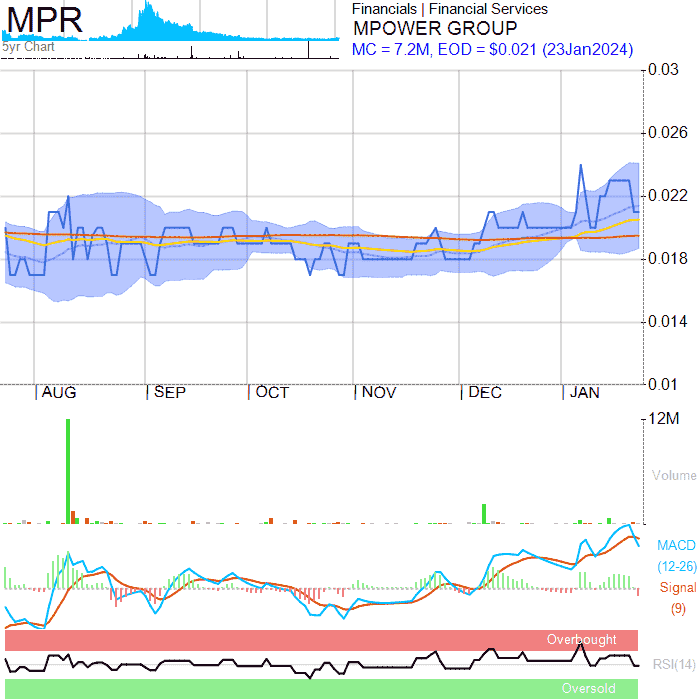 MPR
5yr Chart
Financials | Financial Services
MPOWER GROUP
MC = 7.2M, EOD = $0.021 (23Jan2024)
0.03
0.026
0.022
0.018
0.014
0.01
AUG SEP OCT NOV DEC JAN
12M
Volume
MACD
(12-26)
Signal
(9)
Overbought
RSI(14)
Oversold